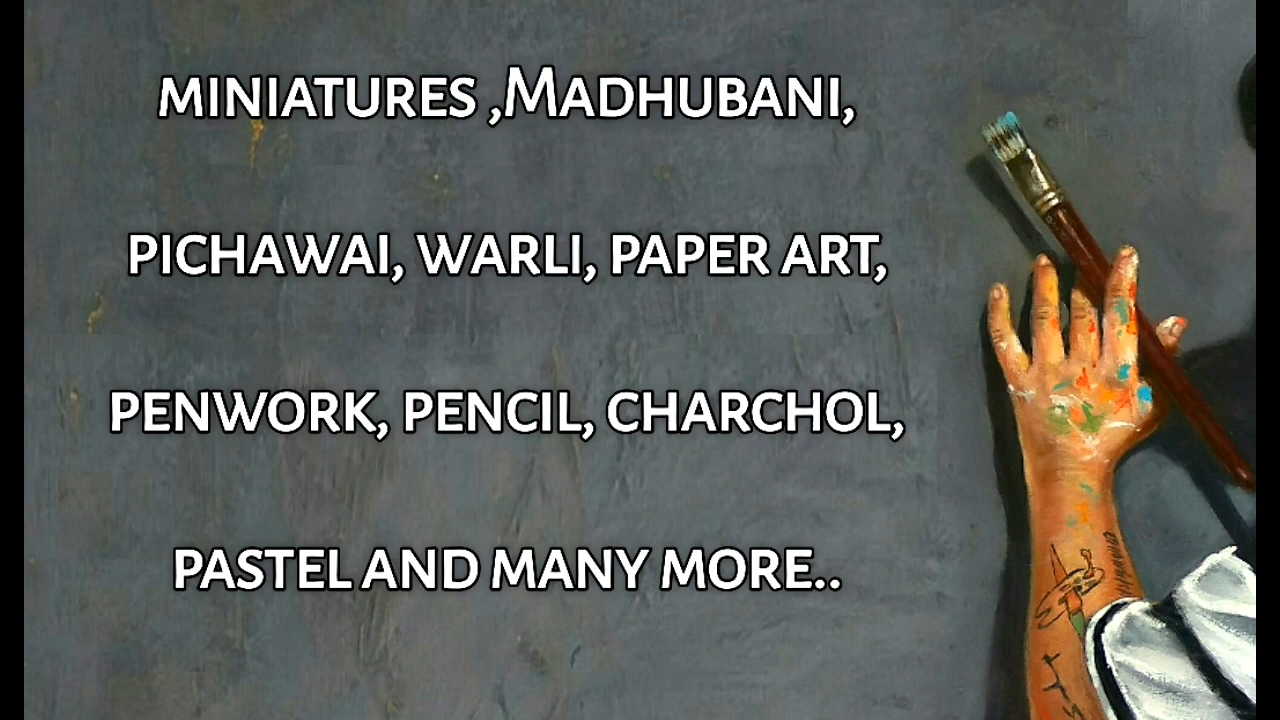 MINIATURES ,MADHUBANI,
PICHAWAI, WARLI, PAPER ART,
PENWORK, PENCIL, CHARCHOL,
PASTEL AND MANY MORE..